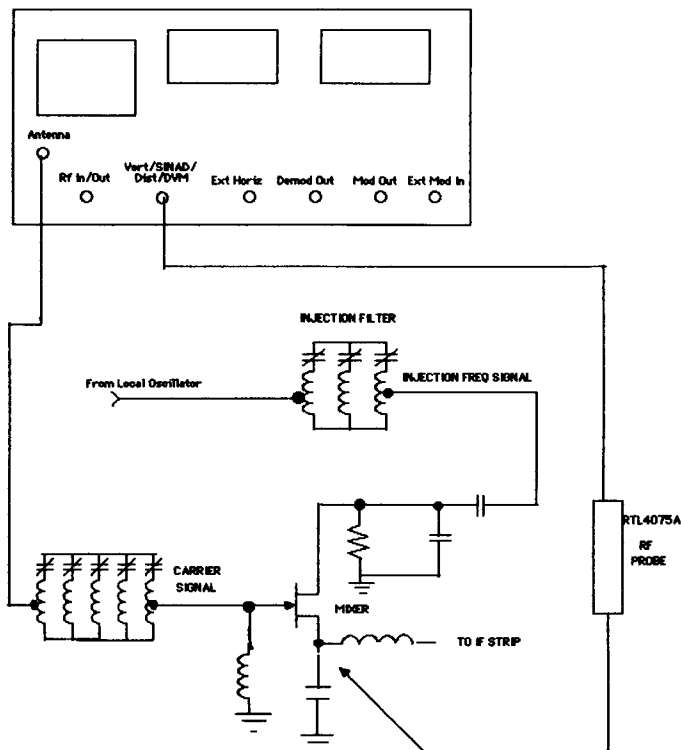 Antenna
Rf In/Out
Vert/SINAD/
Dist/DVM
Ext Horiz
Demod Out
Mod Out
Ext Mod In
INJECTION FILTER
From Local Oscillator
INJECTION FREQ SIGNAL
RTL4075A
RF
PROBE
CARRIER
SIGNAL
MIXER
TO IF STRIP